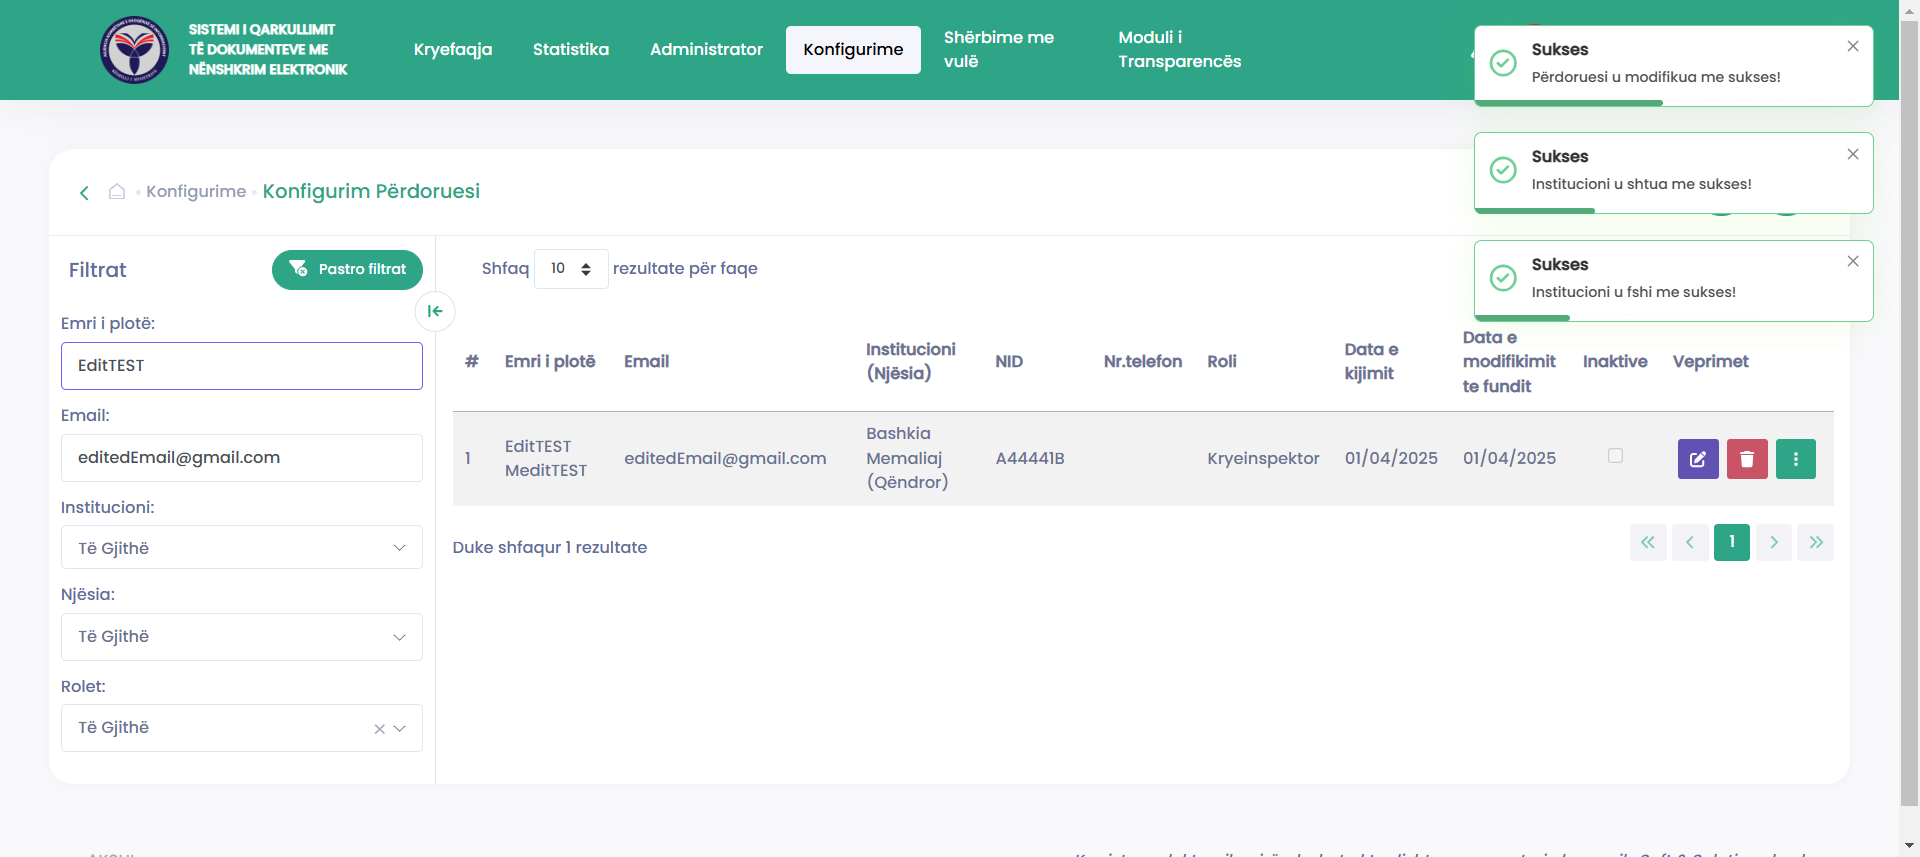 SISTEMI I QARKULLIMIT
TË DOKUMENTEVE ME
NËNSHKRIM ELEKTRONIK
Kryefaqja
Statistika
Administrator
Konfigurime
Shërbime me
vulë
Moduli i
Transparencës
Sukses
Përdoruesi u modifikua me sukses!
Sukses
Institucioni u shtua me sukses!
Sukses
Institucioni u fshi me sukses!
Konfigurime
Konfigurim Përdoruesi
Filtrat
Pastro filtrat
Emri i plotë:
EditTEST
Email:
editedEmail@gmail.com
Institucioni:
Të Gjithë
Njësia:
Të Gjithë
Rolet:
Të Gjithë
Shfaq 10 rezultate për faqe
# Emri i plotë Email Institucioni (Njësia) NID Nr.telefon Roli Data e kijimit Data e modifikimit te fundit Inaktive Veprimet
1 EditTEST MeditTEST editedEmail@gmail.com Bashkia Memaliaj (Qëndror) A44441B Kryeinspektor 01/04/2025 01/04/2025
Duke shfaqur 1 rezultate
1